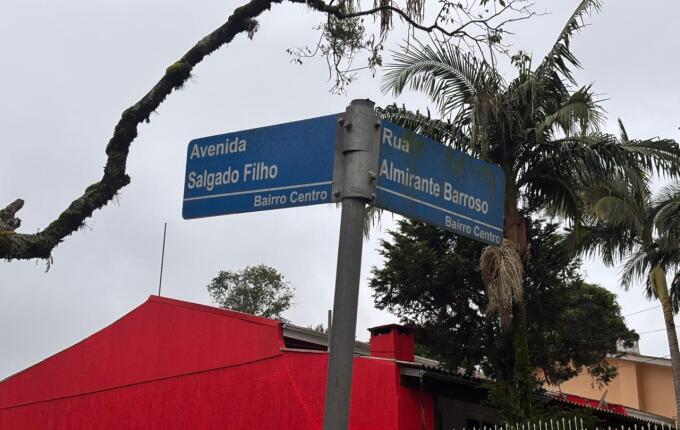 Avenida
Salgado Filho
Bairro Centro
Rua
Almirante Barroso
Bairro Centro